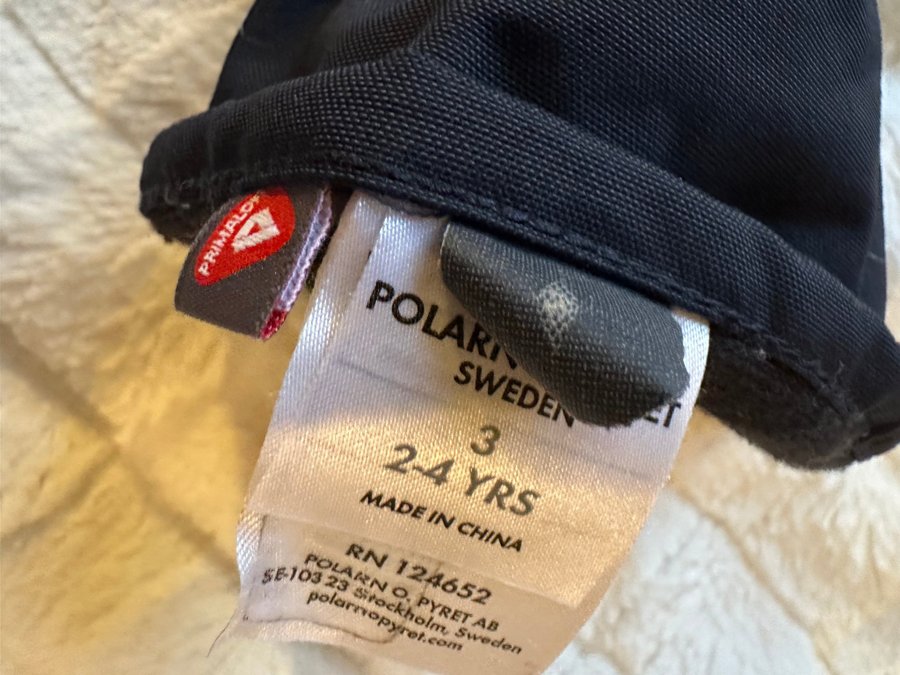 PRIMALOFT
POLARN
SWEDEN
3
2-4 YRS
MADE IN CHINA
RN 124652
POLARN O. PYRET AB
SE-103 23 Stockholm, Sweden
polarnopyret.com